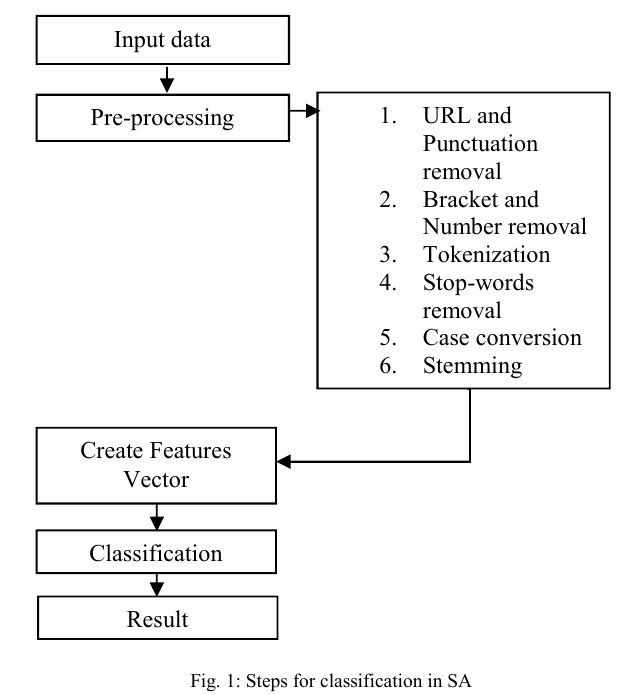 Input data
Pre-processing
1. URL and
Punctuation
removal
2. Bracket and
Number removal
3. Tokenization
4. Stop-words
removal
5. Case conversion
6. Stemming
Create Features
Vector
Classification
Result
Fig. 1: Steps for classification in SA